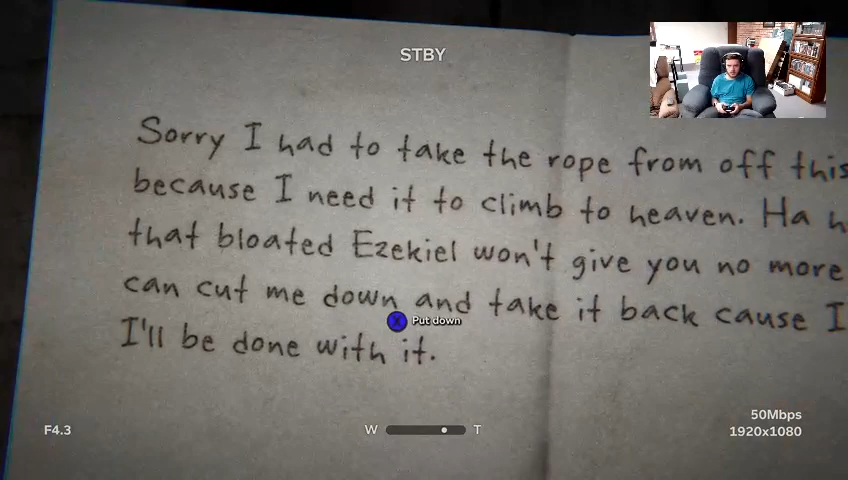 STBY
Sorry I had to take the rope from off this
because I need it to climb to heaven. Ha h
that bloated Ezekiel won't give you no more
can cut me down and take it back cause I
X Put down
I'll be done with it.
F4.3
W T
50Mbps
1920x1080